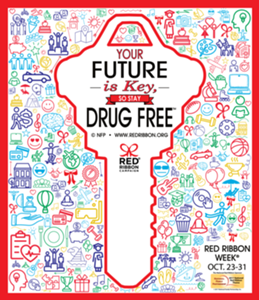 YOUR
FUTURE
is Key,
SO STAY
DRUG FREE
© NFP • WWW.REDRIBBON.ORG
RED
RIBBON
CAMPAIGN
RED RIBBON
WEEK®
OCT. 23-31